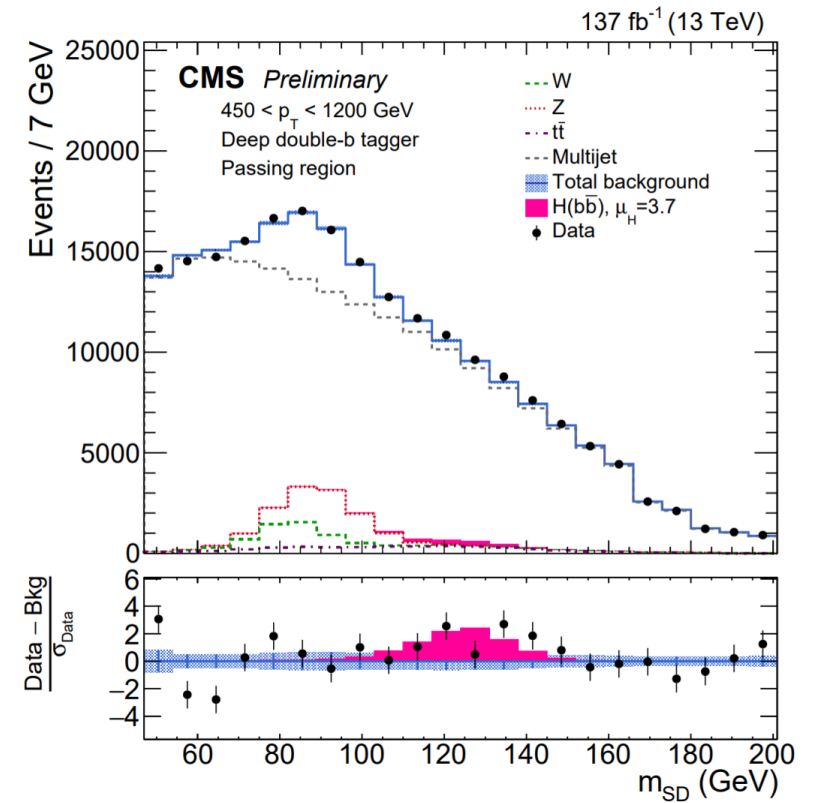 137 fb⁻¹ (13 TeV)
CMS Preliminary
450 < p_T < 1200 GeV
Deep double-b tagger
Passing region
W
Z
tt̄
Multijet
Total background
H(bb̄), μ_H=3.7
Data
Events / 7 GeV
25000
20000
15000
10000
5000
0
Data − Bkg
σ_Data
6
4
2
0
−2
−4
60 80 100 120 140 160 180 200
m_SD (GeV)